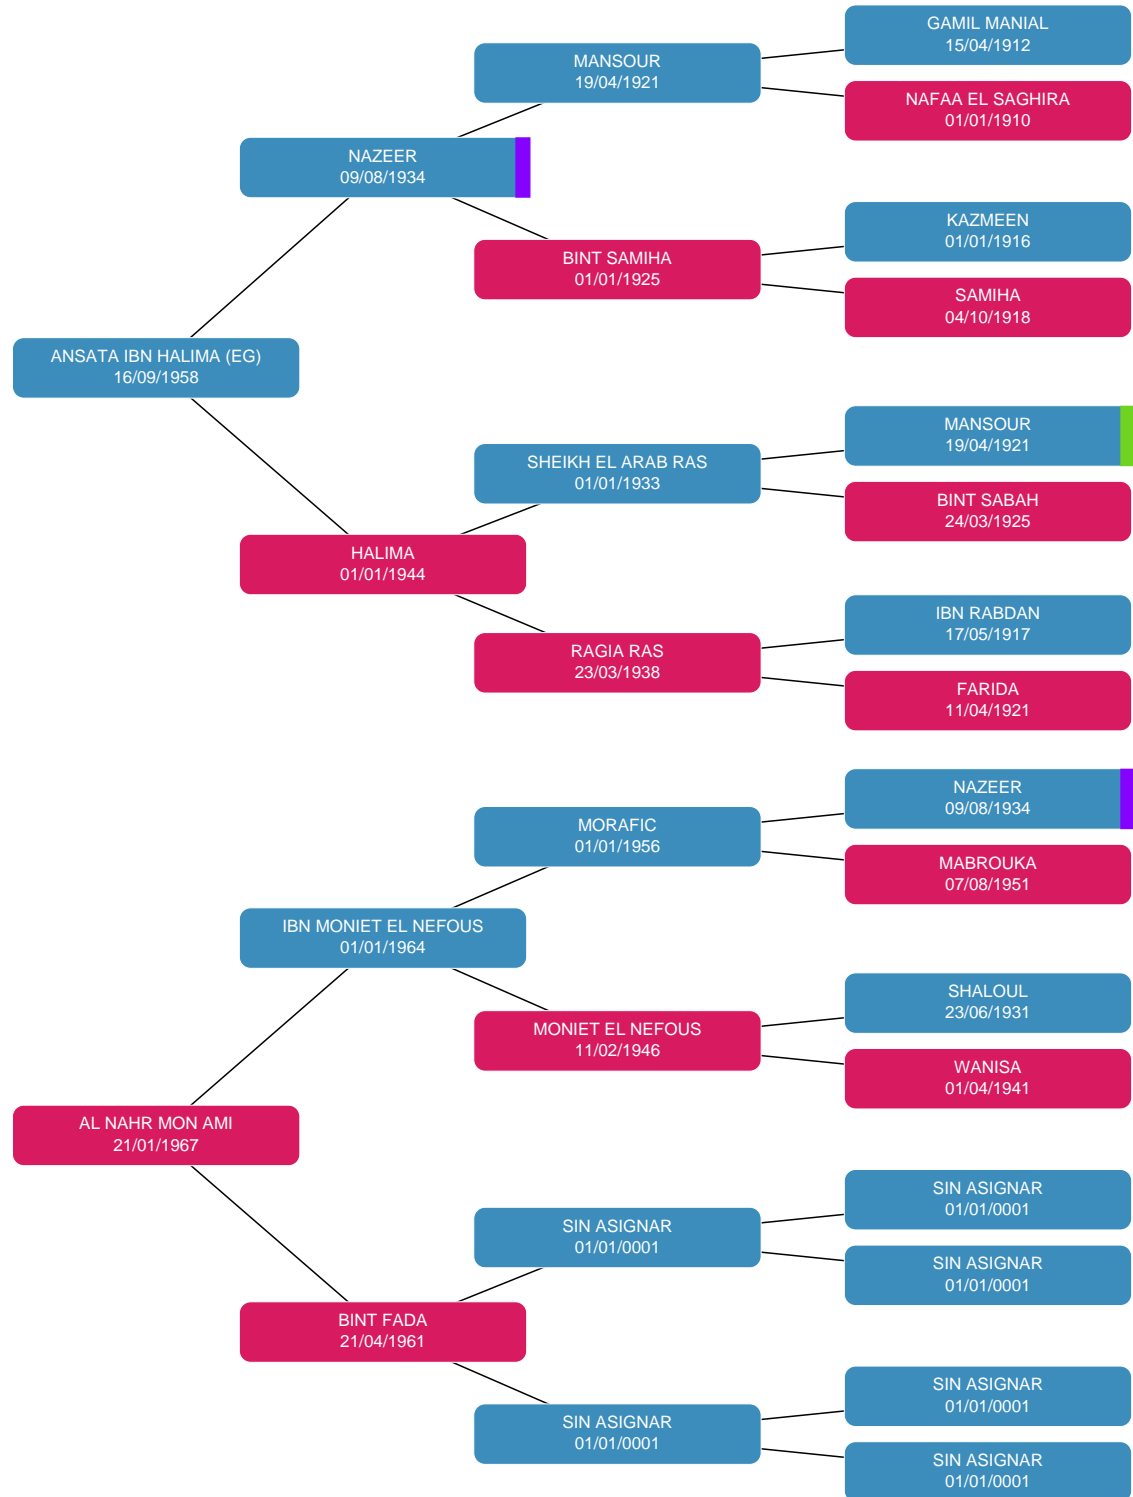 GAMIL MANIAL
15/04/1912
MANSOUR
19/04/1921
NAFAA EL SAGHIRA
01/01/1910
NAZEER
09/08/1934
KAZMEEN
01/01/1916
BINT SAMIHA
01/01/1925
SAMIHA
04/10/1918
ANSATA IBN HALIMA (EG)
16/09/1958
MANSOUR
19/04/1921
SHEIKH EL ARAB RAS
01/01/1933
BINT SABAH
24/03/1925
HALIMA
01/01/1944
IBN RABDAN
17/05/1917
RAGIA RAS
23/03/1938
FARIDA
11/04/1921
NAZEER
09/08/1934
MORAFIC
01/01/1956
MABROUKA
07/08/1951
IBN MONIET EL NEFOUS
01/01/1964
SHALOUL
23/06/1931
MONIET EL NEFOUS
11/02/1946
WANISA
01/04/1941
AL NAHR MON AMI
21/01/1967
SIN ASIGNAR
01/01/0001
SIN ASIGNAR
01/01/0001
SIN ASIGNAR
01/01/0001
BINT FADA
21/04/1961
SIN ASIGNAR
01/01/0001
SIN ASIGNAR
01/01/0001
SIN ASIGNAR
01/01/0001